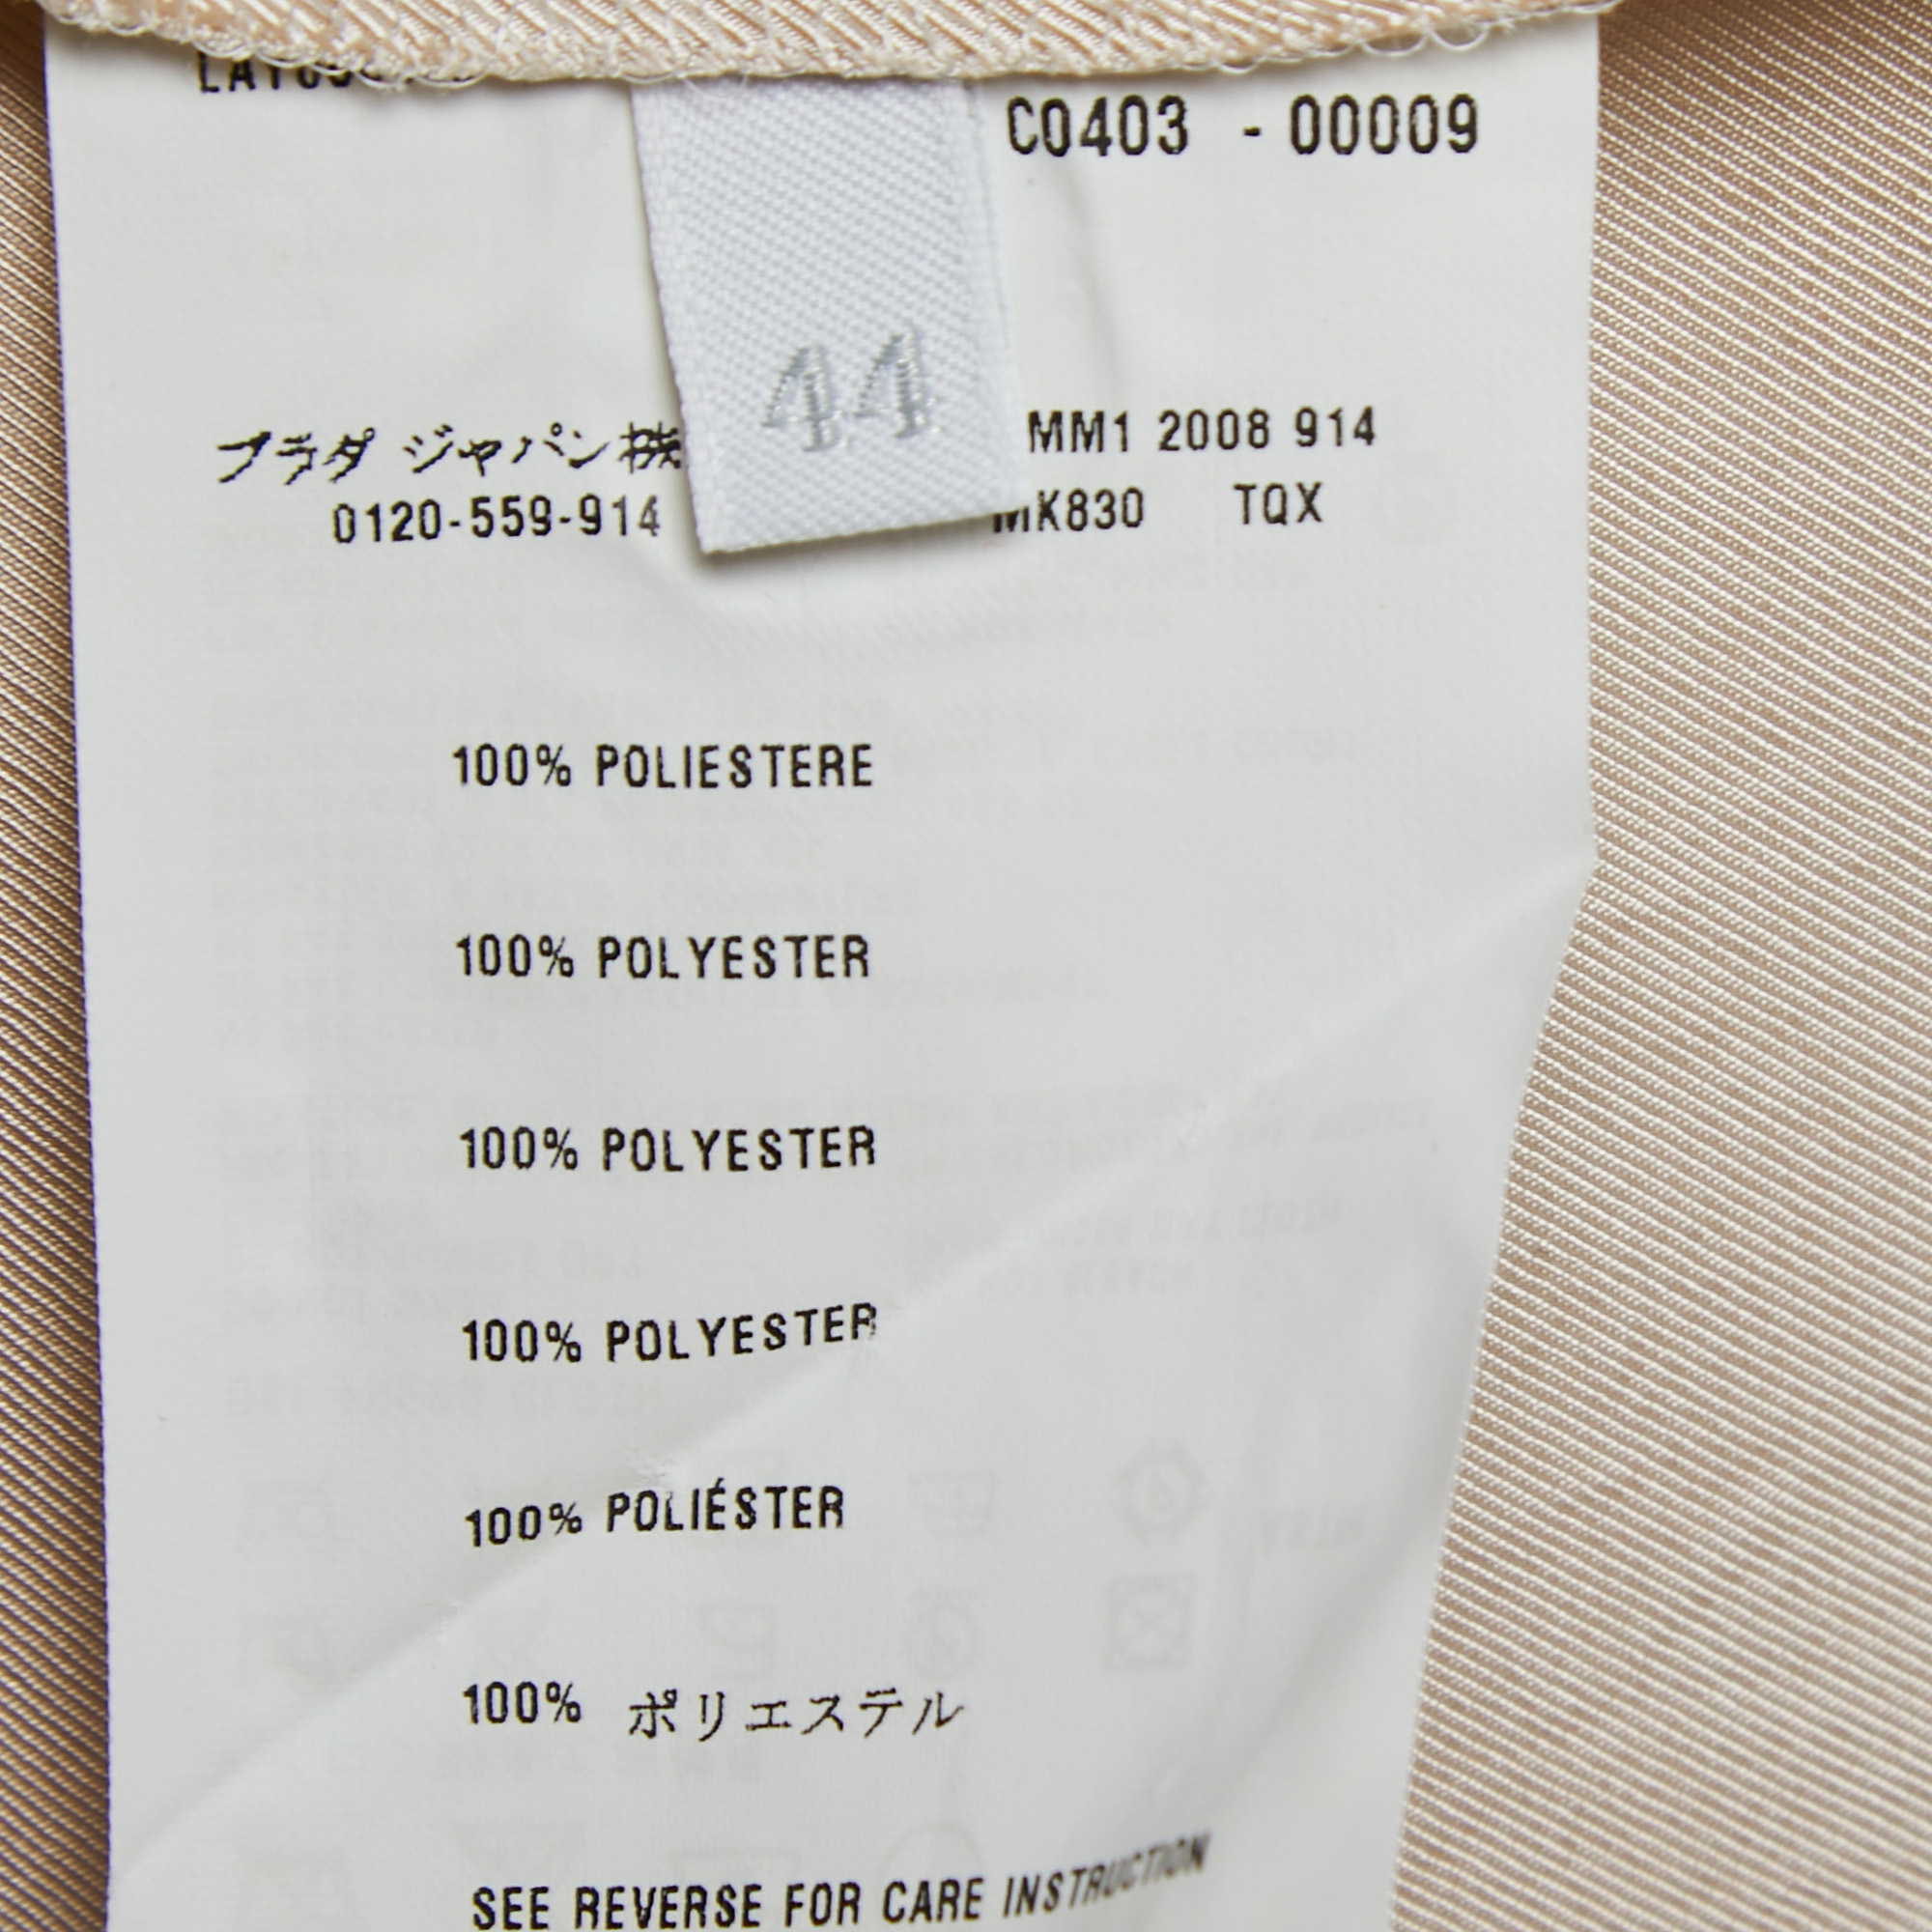 C0403 - 00009
44
プラダ ジャパン株
MM1 2008 914
0120-559-914
MK830 TQX
100% POLIESTERE
100% POLYESTER
100% POLYESTER
100% POLYESTER
100% POLIÉSTER
100% ポリエステル
SEE REVERSE FOR CARE INSTRUCTION